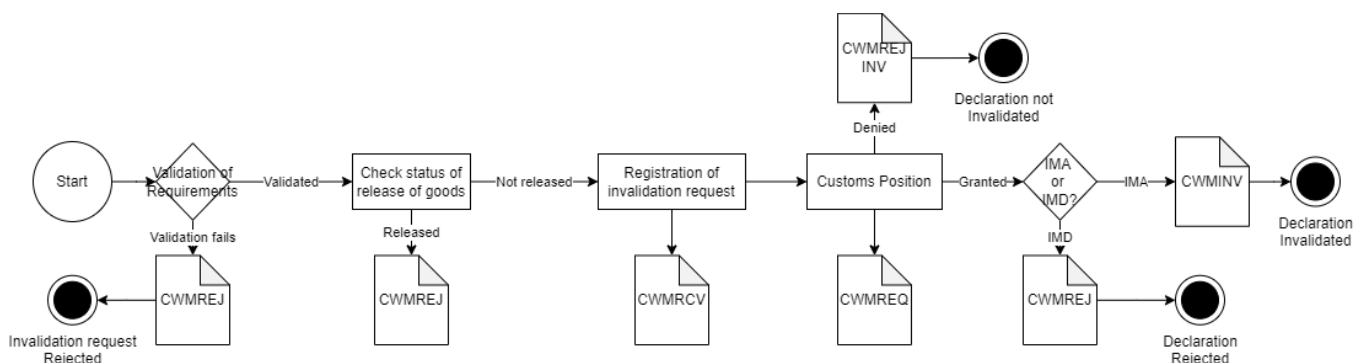 CWMREJ
INV
Declaration not
Invalidated
Denied
Start
Validation of
Requirements
Validated
Check status of
release of goods
Not released
Registration of
invalidation request
Customs Position
Granted
IMA
or
IMD?
IMA
CWMINV
Declaration
Invalidated
Validation fails
Released
IMD
CWMREJ
CWMREJ
CWMRCV
CWMREQ
CWMREJ
Invalidation request
Rejected
Declaration
Rejected